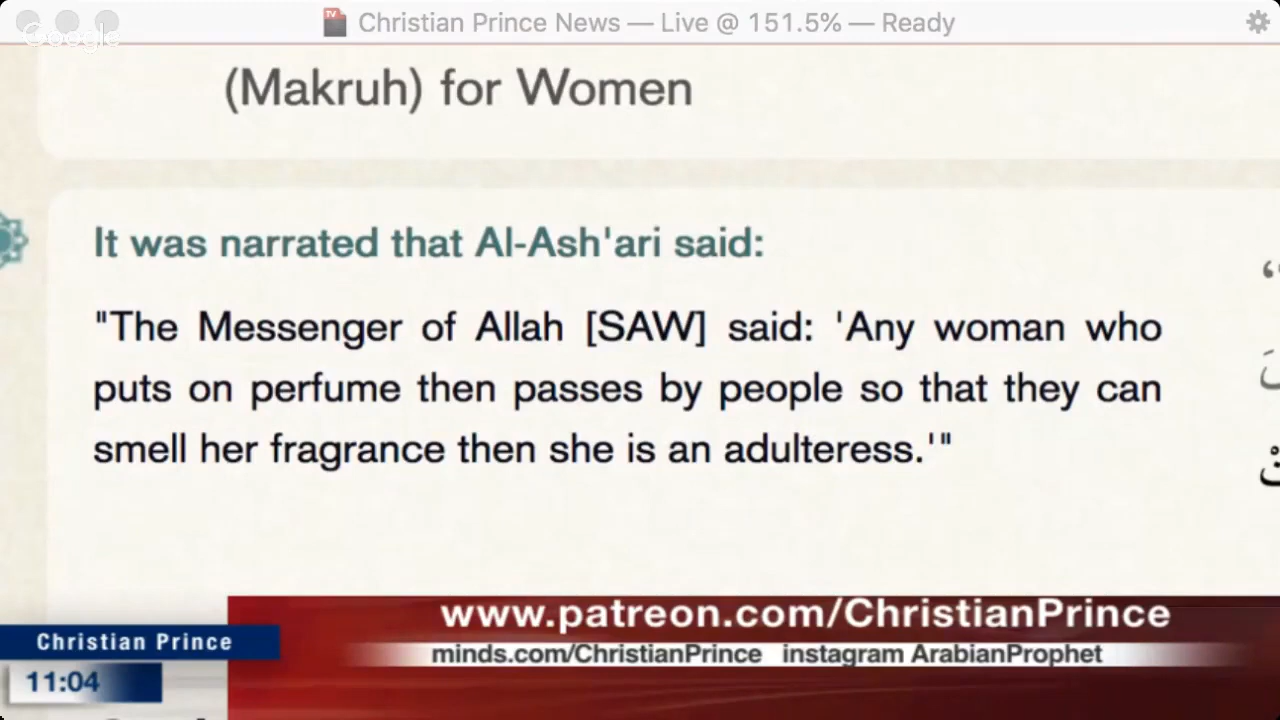 Christian Prince News — Live @ 151.5% — Ready
Google
(Makruh) for Women
It was narrated that Al-Ash'ari said:
"The Messenger of Allah [SAW] said: 'Any woman who
puts on perfume then passes by people so that they can
smell her fragrance then she is an adulteress.'"
www.patreon.com/ChristianPrince
Christian Prince
minds.com/ChristianPrince instagram ArabianProphet
11:04